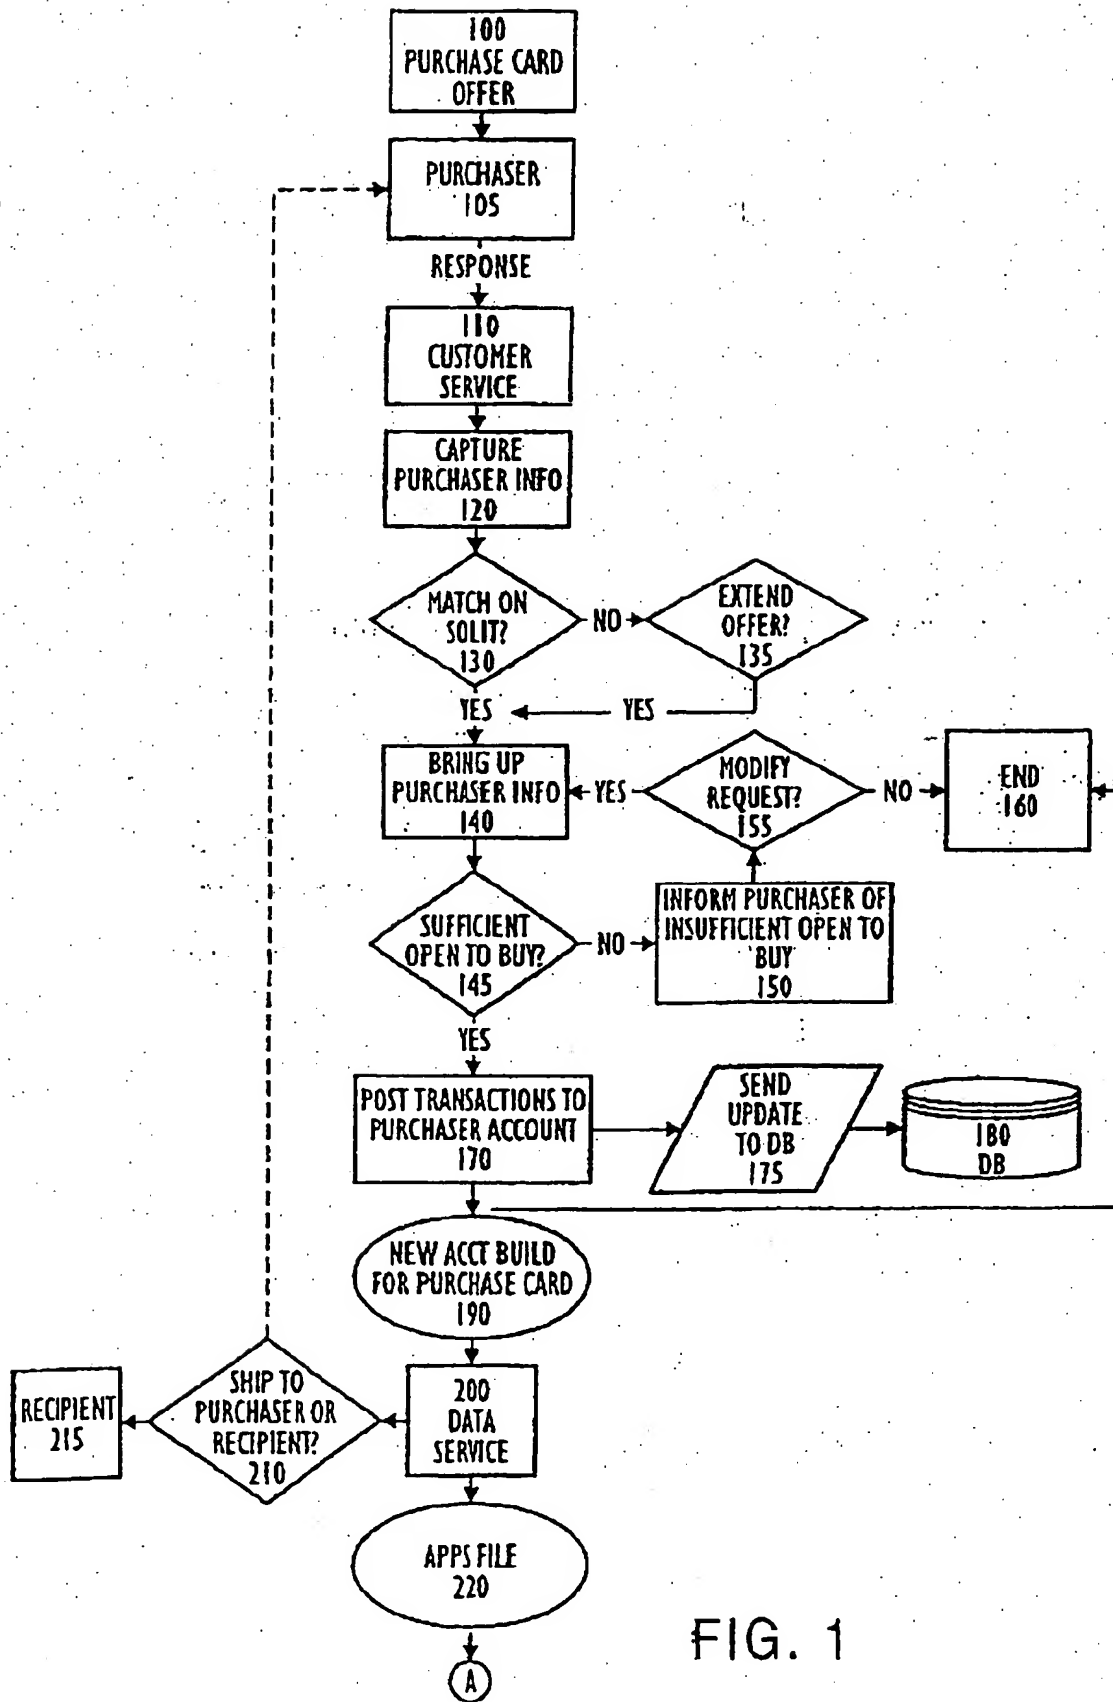 100
PURCHASE CARD
OFFER
PURCHASER
105
RESPONSE
110
CUSTOMER
SERVICE
CAPTURE
PURCHASER INFO
120
MATCH ON
SOLIT?
130
NO
EXTEND
OFFER?
135
YES
YES
BRING UP
PURCHASER INFO
140
YES
MODIFY
REQUEST?
155
NO
END
160
SUFFICIENT
OPEN TO BUY?
145
NO
INFORM PURCHASER OF
INSUFFICIENT OPEN TO
BUY
150
YES
POST TRANSACTIONS TO
PURCHASER ACCOUNT
170
SEND
UPDATE
TO DB
175
180
DB
NEW ACCT BUILD
FOR PURCHASE CARD
190
RECIPIENT
215
SHIP TO
PURCHASER OR
RECIPIENT?
210
200
DATA
SERVICE
APPS FILE
220
A
FIG. 1